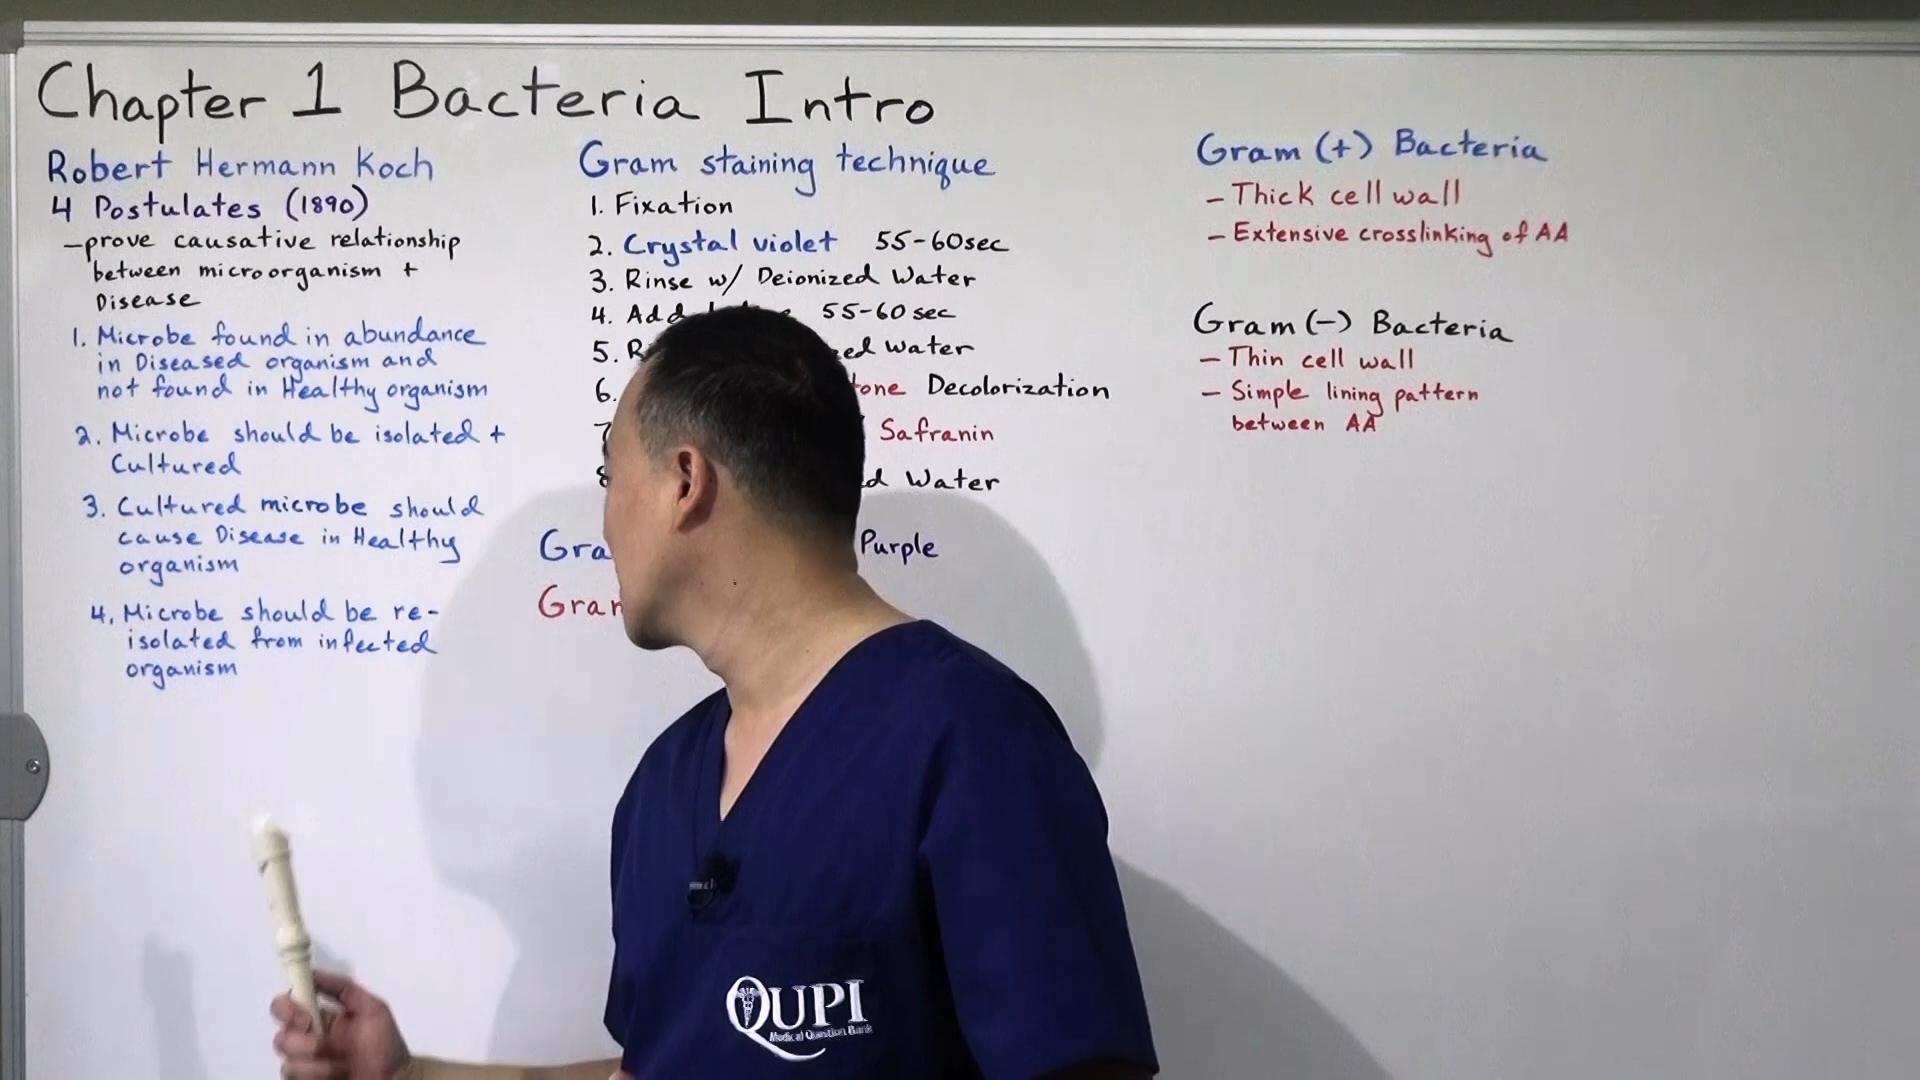 Chapter 1 Bacteria Intro
Robert Hermann Koch
4 Postulates (1890)
- prove causative relationship
between microorganism +
Disease
1. Microbe found in abundance
in Diseased organism and
not found in Healthy organism
2. Microbe should be isolated +
Cultured
3. Cultured microbe should
cause Disease in Healthy
organism
4. Microbe should be re-
isolated from infected
organism
Gram staining technique
1. Fixation
2. Crystal violet 55-60sec
3. Rinse w/ Deionized Water
4. Add 55-60 sec
5. Water
6. Decolorization
7 Safranin
Water
Purple
Gram (+) Bacteria
- Thick cell wall
- Extensive crosslinking of AA
Gram (-) Bacteria
- Thin cell wall
- Simple lining pattern
between AA
QUPI
Medical Question Bank